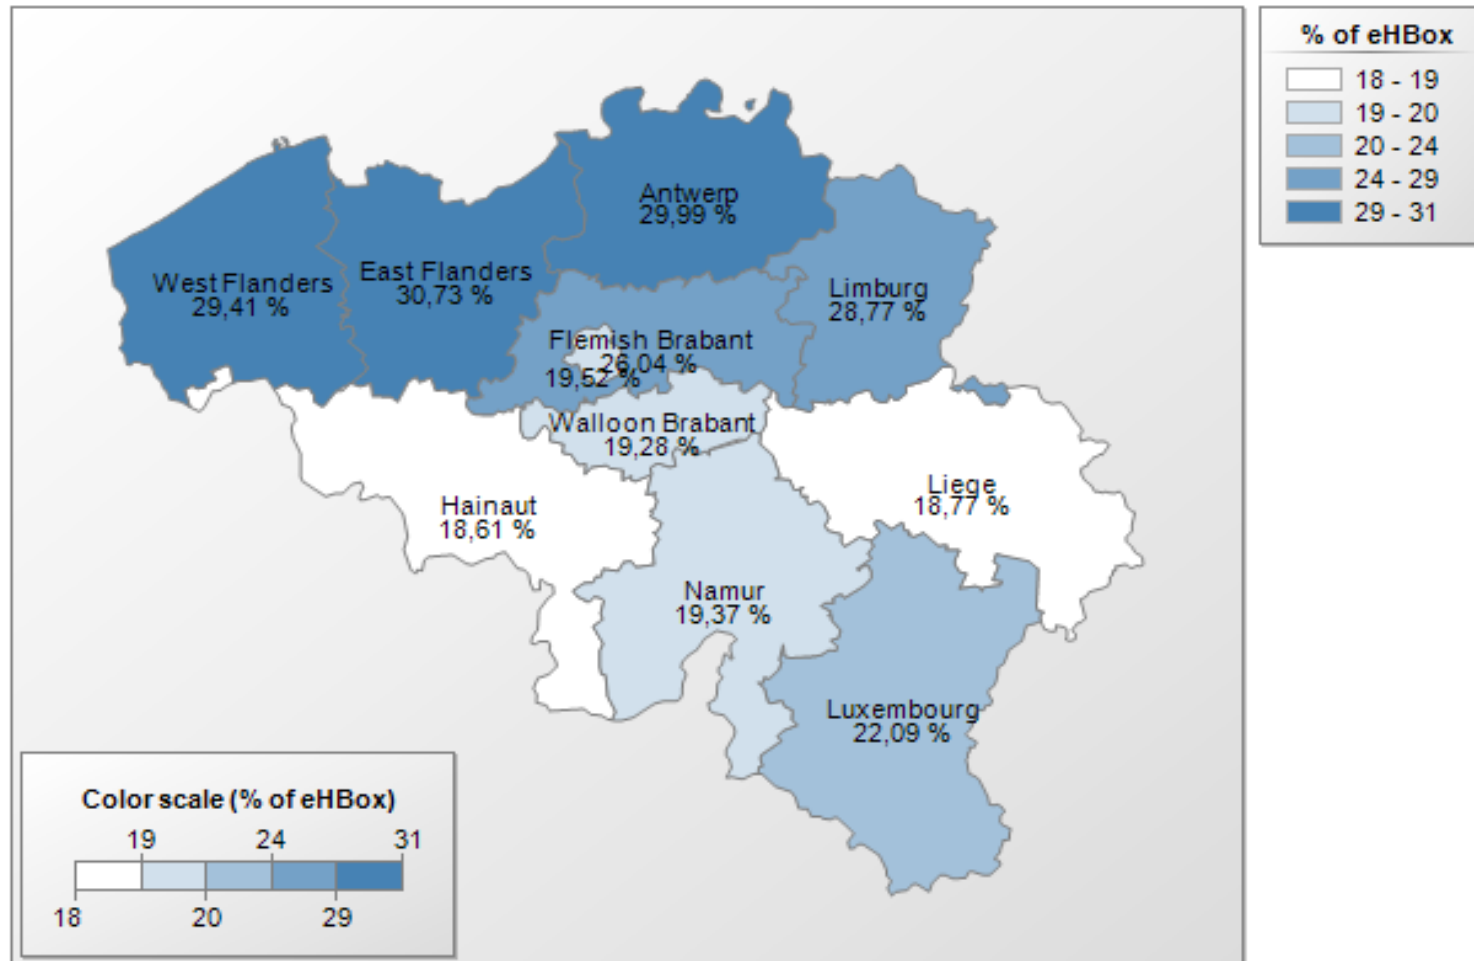 % of eHBox
18 - 19
19 - 20
20 - 24
24 - 29
29 - 31
Antwerp
29,99 %
West Flanders
29,41 %
East Flanders
30,73 %
Limburg
28,77 %
Flemish Brabant
26,04 %
19,52 %
Walloon Brabant
19,28 %
Hainaut
18,61 %
Liege
18,77 %
Namur
19,37 %
Luxembourg
22,09 %
Color scale (% of eHBox)
19 24 31
18 20 29